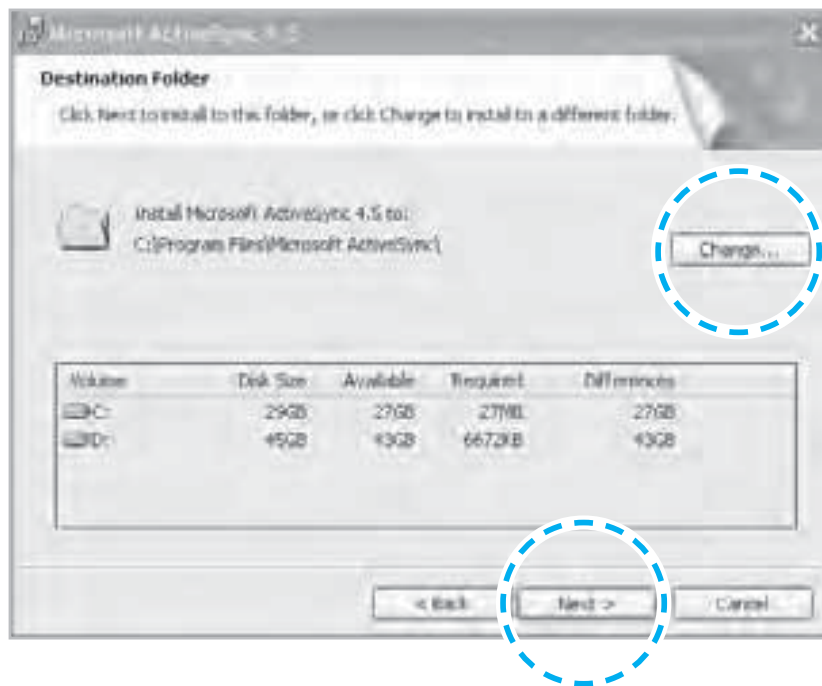 Microsoft ActiveSync 4.5
Destination Folder
Click Next to install to this folder, or click Change to install to a different folder.
Install Microsoft ActiveSync 4.5 to:
C:\Program Files\Microsoft ActiveSync\
Change...
Volume Disk Size Available Required Differences
C: 29GB 27GB 27MB 27GB
D: 45GB 43GB 6672KB 43GB
< Back Next > Cancel